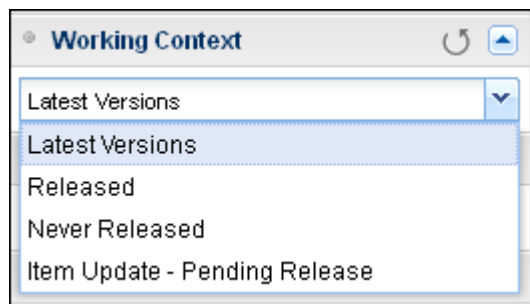 Working Context
Latest Versions
Latest Versions
Released
Never Released
Item Update - Pending Release